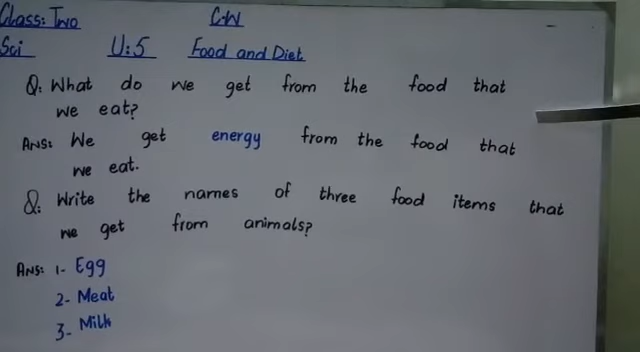 Class: Two CW
Sci U:5 Food and Diet
Q: What do we get from the food that
we eat?
Ans: We get energy from the food that
we eat.
Q: Write the names of three food items that
we get from animals?
Ans: 1- Egg
2- Meat
3- Milk